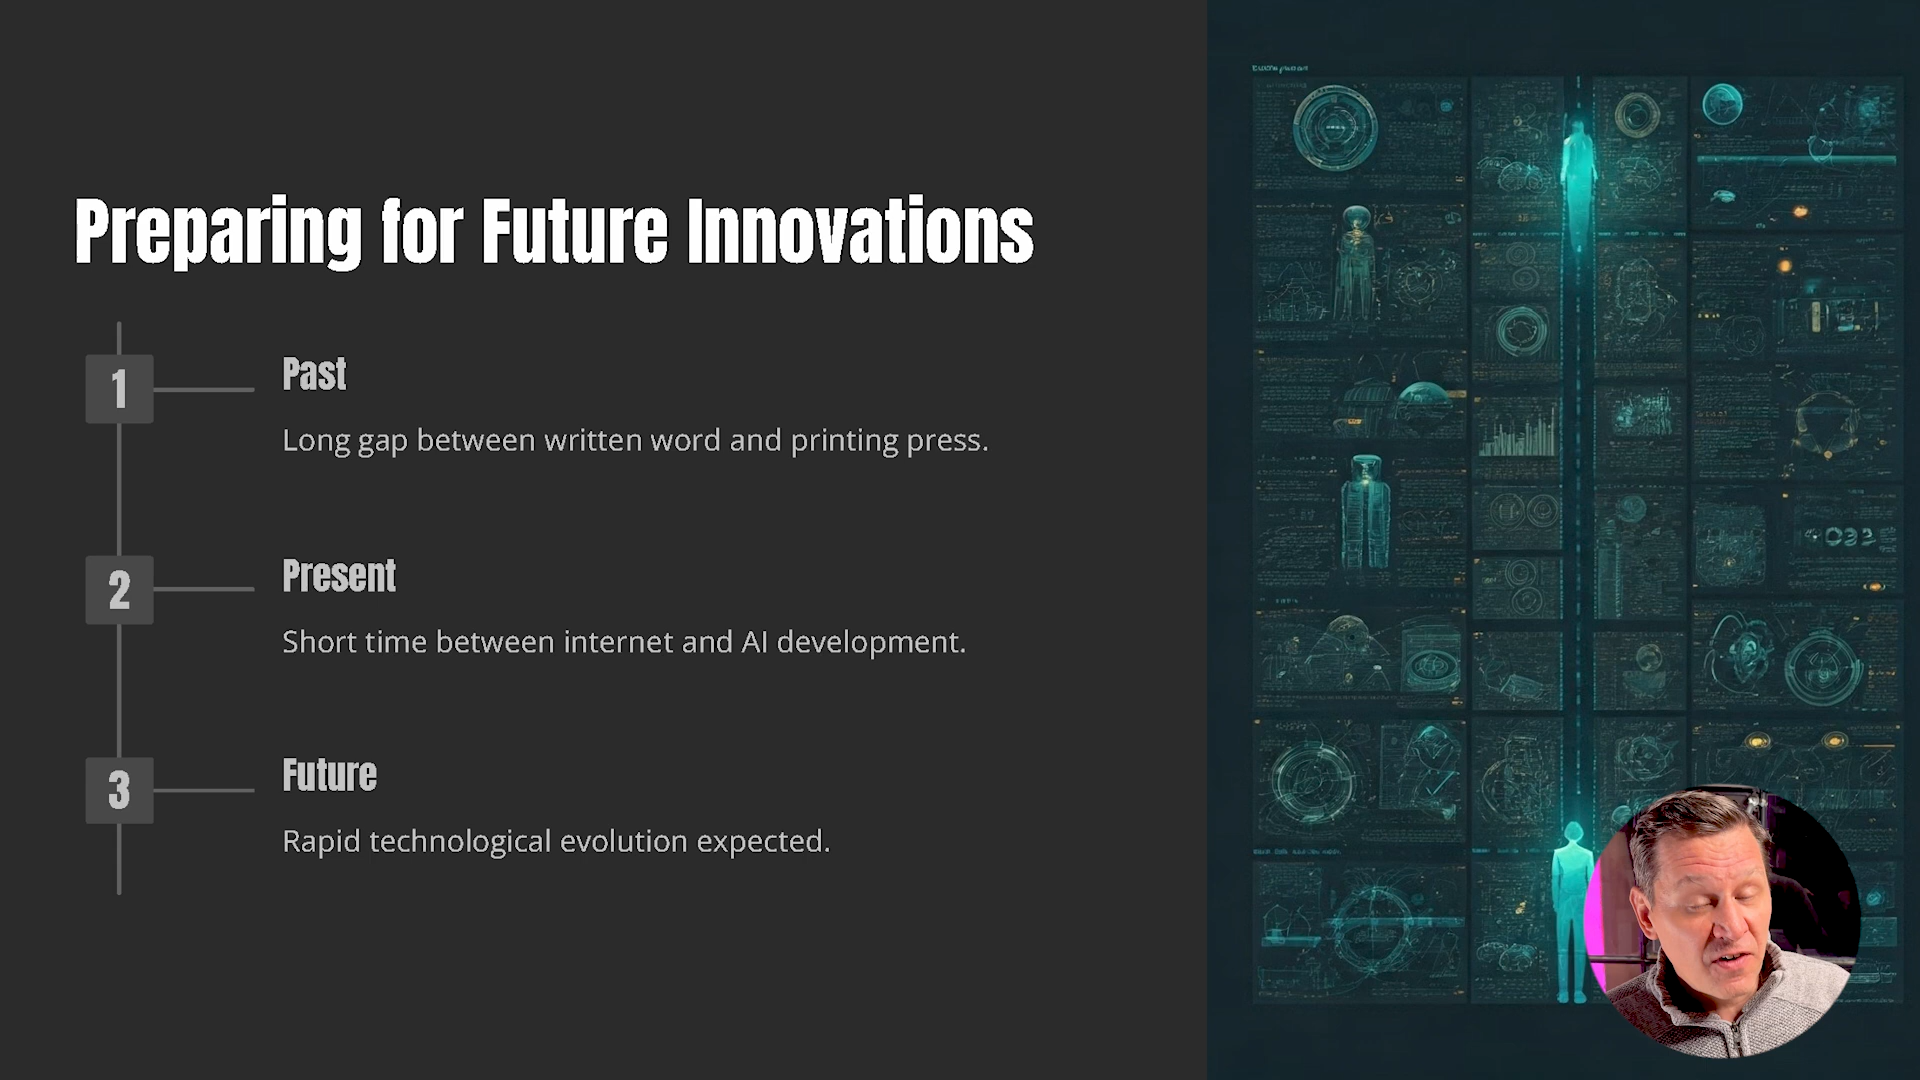 Preparing for Future Innovations
1
Past
Long gap between written word and printing press.
2
Present
Short time between internet and AI development.
3
Future
Rapid technological evolution expected.